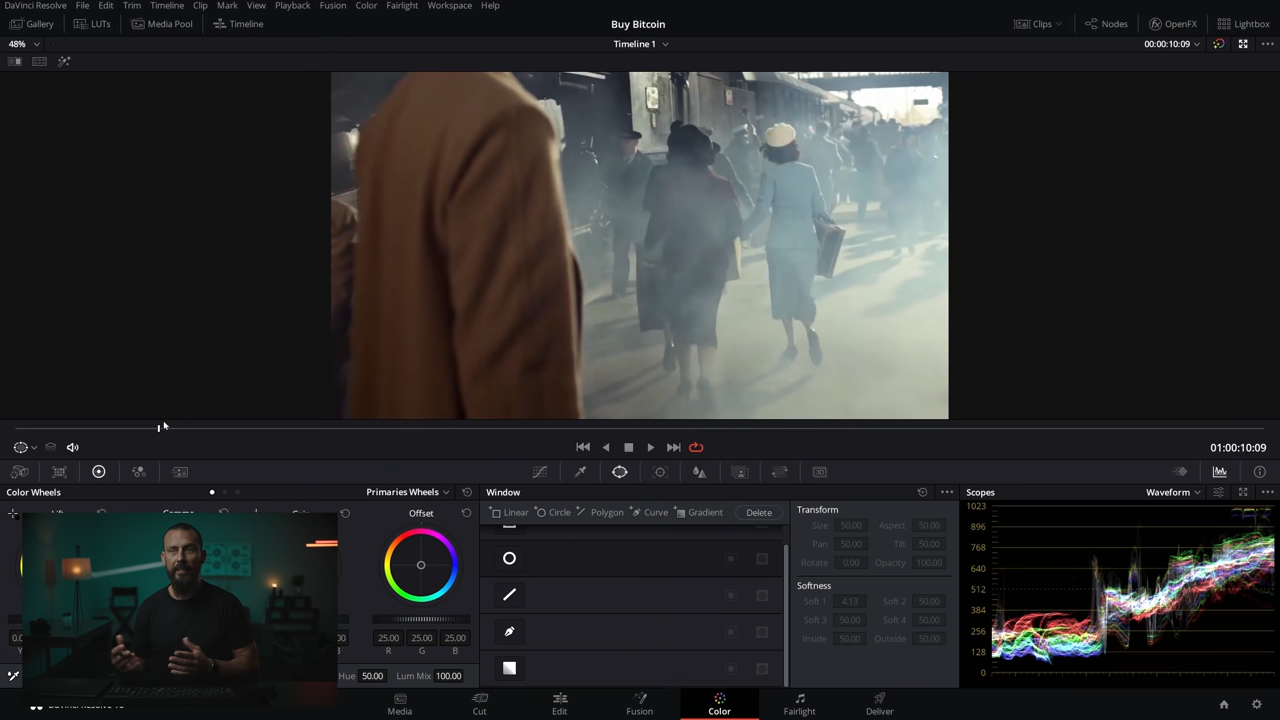 DaVinci Resolve File Edit Trim Timeline Clip Mark View Playback Fusion Color Fairlight Workspace Help
Gallery LUTs Media Pool Timeline Buy Bitcoin Clips Nodes OpenFX Lightbox
48% Timeline 1 00:00:10:09
01:00:10:09
Color Wheels Primaries Wheels Window Scopes Waveform
Offset
Linear Circle Polygon Curve Gradient Delete
Transform
Size 50.00 Aspect 50.00
Pan 50.00 Tilt 50.00
Rotate 0.00 Opacity 100.00
Softness
Soft 1 4.13 Soft 2 50.00
Soft 3 50.00 Soft 4 50.00
Inside 50.00 Outside 50.00
25.00 25.00 25.00
R G B
Hue 50.00 Lum Mix 100.00
1023
896
768
640
512
384
256
128
0
Media Cut Edit Fusion Color Fairlight Deliver